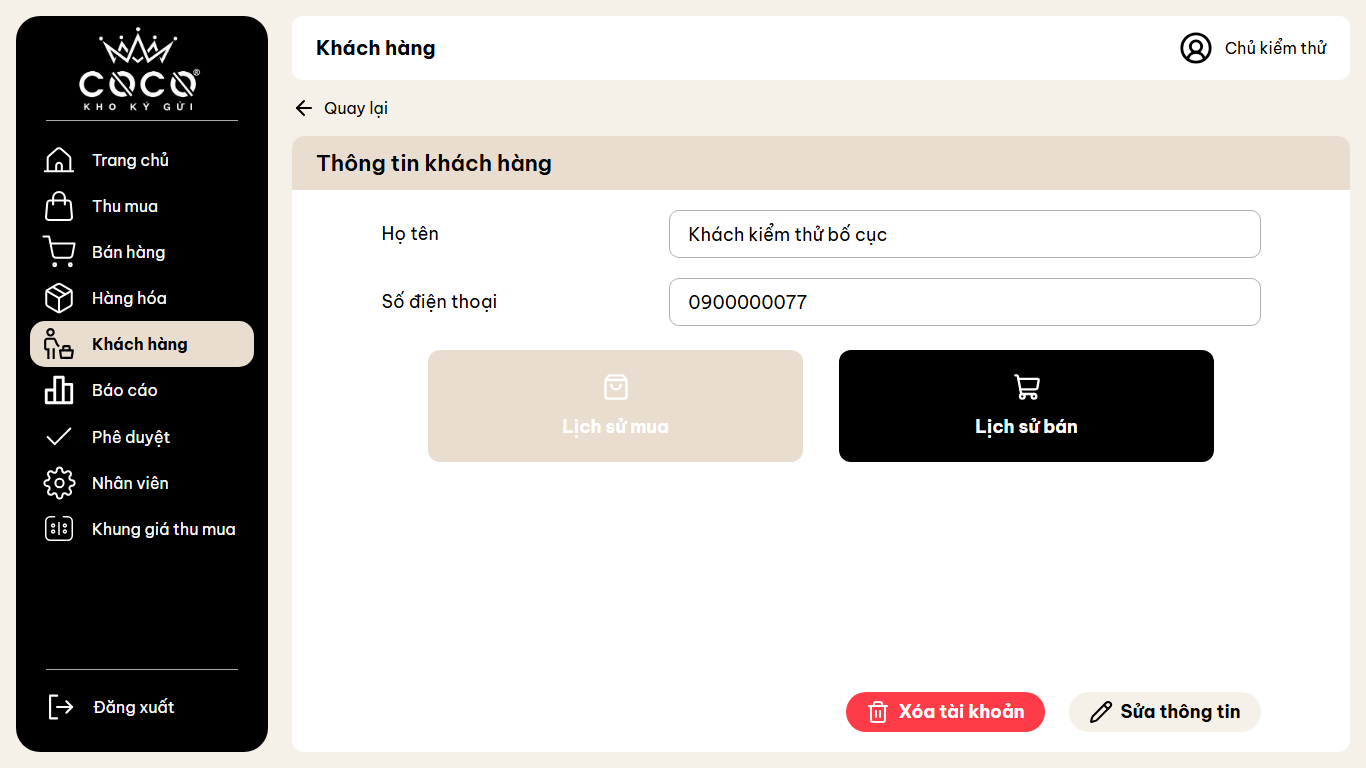 COCO®
KHO KÝ GỬI
Trang chủ
Thu mua
Bán hàng
Hàng hóa
Khách hàng
Báo cáo
Phê duyệt
Nhân viên
Khung giá thu mua
Đăng xuất
Khách hàng
Chủ kiểm thử
Quay lại
Thông tin khách hàng
Họ tên
Khách kiểm thử bố cục
Số điện thoại
0900000077
Lịch sử mua
Lịch sử bán
Xóa tài khoản
Sửa thông tin